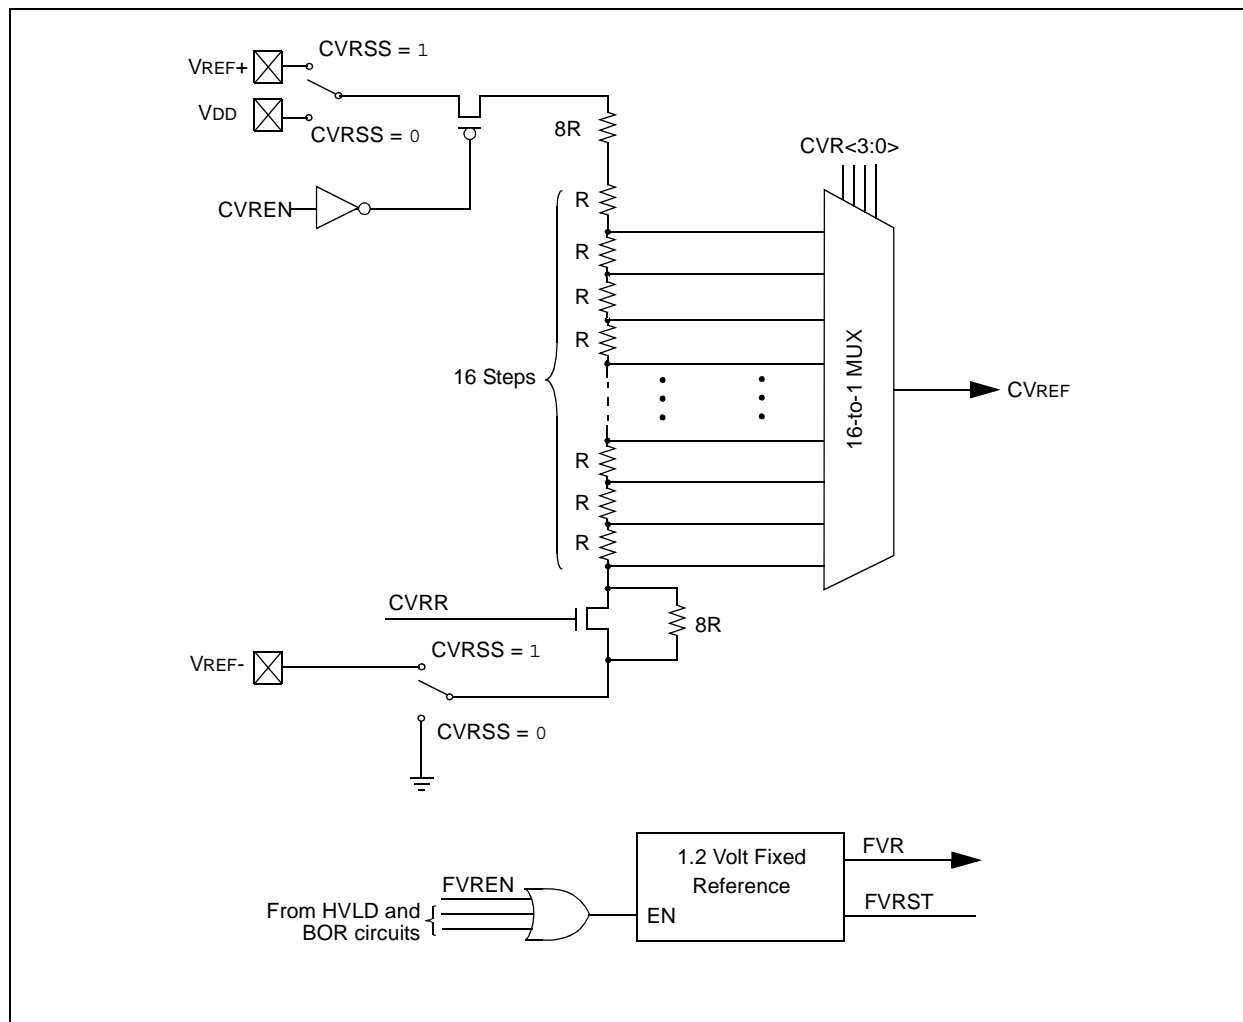 CVRSS = 1
VREF+
VDD
CVRSS = 0
8R
CVR<3:0>
CVREN
R
R
R
R
16 Steps
16-to-1 MUX
CVREF
R
R
R
CVRR
8R
CVRSS = 1
VREF-
CVRSS = 0
1.2 Volt Fixed
Reference
FVR
FVREN
From HVLD and
BOR circuits
EN
FVRST